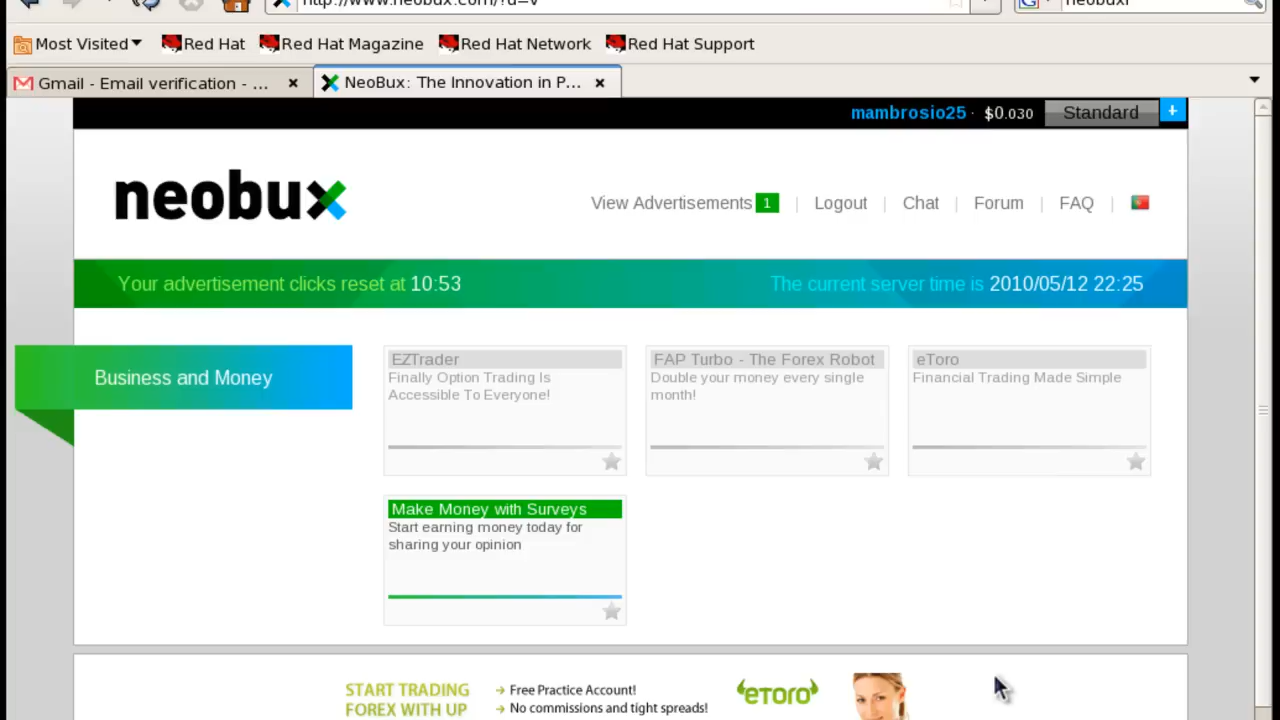 Most Visited Red Hat Red Hat Magazine Red Hat Network Red Hat Support
Gmail - Email verification - ... NeoBux: The Innovation in P...
mambrosio25 · $0.030 Standard +
neobux
View Advertisements 1 | Logout | Chat | Forum | FAQ |
Your advertisement clicks reset at 10:53 The current server time is 2010/05/12 22:25
Business and Money
EZTrader
Finally Option Trading Is
Accessible To Everyone!
FAP Turbo - The Forex Robot
Double your money every single
month!
eToro
Financial Trading Made Simple
Make Money with Surveys
Start earning money today for
sharing your opinion
START TRADING
FOREX WITH UP
Free Practice Account!
No commissions and tight spreads!
eToro